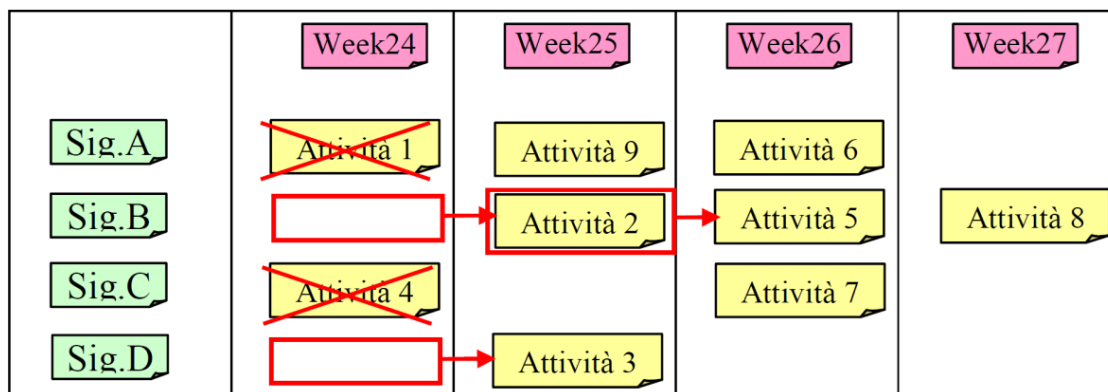 Week24 Week25 Week26 Week27
Sig.A Attività 1 Attività 9 Attività 6
Sig.B Attività 2 Attività 5 Attività 8
Sig.C Attività 4 Attività 7
Sig.D Attività 3